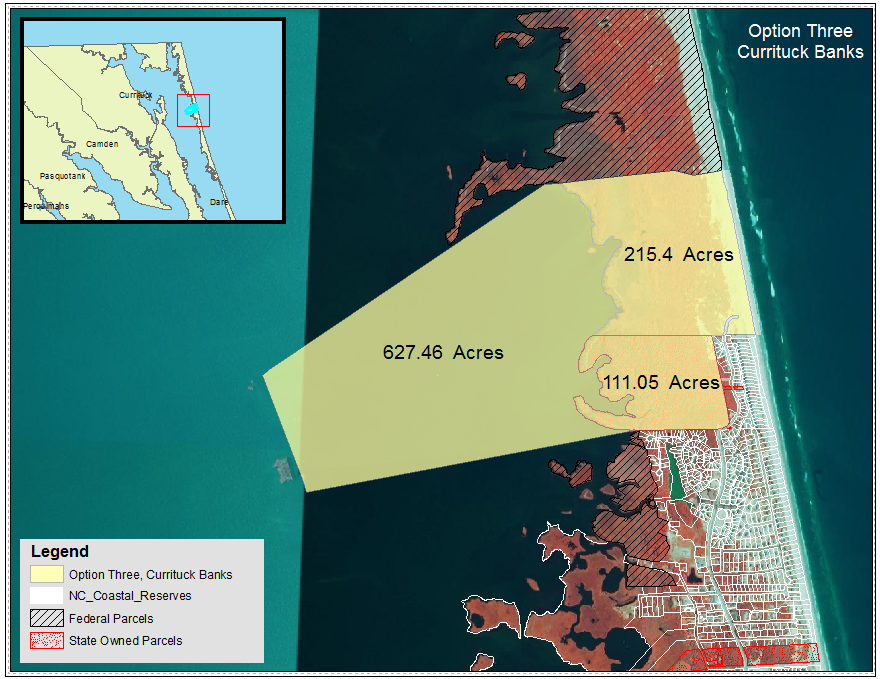 Option Three
Currituck Banks
Currituck
Camden
Pasquotank
Perquimans
Dare
215.4 Acres
627.46 Acres
111.05 Acres
Legend
Option Three, Currituck Banks
NC_Coastal_Reserves
Federal Parcels
State Owned Parcels